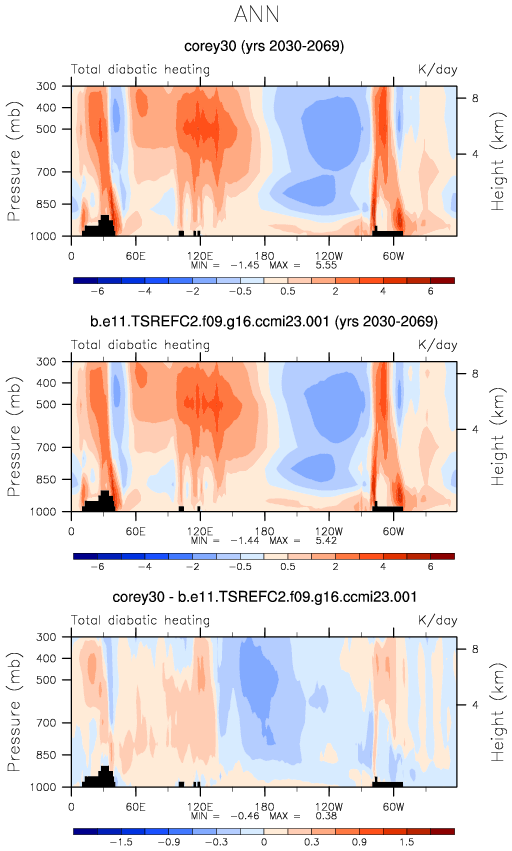 ANN
corey30 (yrs 2030-2069)
Total diabatic heating K/day
300
400
500
700
850
1000
Pressure (mb)
8
4
Height (km)
0 60E 120E 180 120W 60W
MIN = -1.45 MAX = 5.55
-6 -4 -2 -0.5 0.5 2 4 6
b.e11.TSREFC2.f09.g16.ccmi23.001 (yrs 2030-2069)
Total diabatic heating K/day
300
400
500
700
850
1000
Pressure (mb)
8
4
Height (km)
0 60E 120E 180 120W 60W
MIN = -1.44 MAX = 5.42
-6 -4 -2 -0.5 0.5 2 4 6
corey30 - b.e11.TSREFC2.f09.g16.ccmi23.001
Total diabatic heating K/day
300
400
500
700
850
1000
Pressure (mb)
8
4
Height (km)
0 60E 120E 180 120W 60W
MIN = -0.46 MAX = 0.38
-1.5 -0.9 -0.3 0 0.3 0.9 1.5